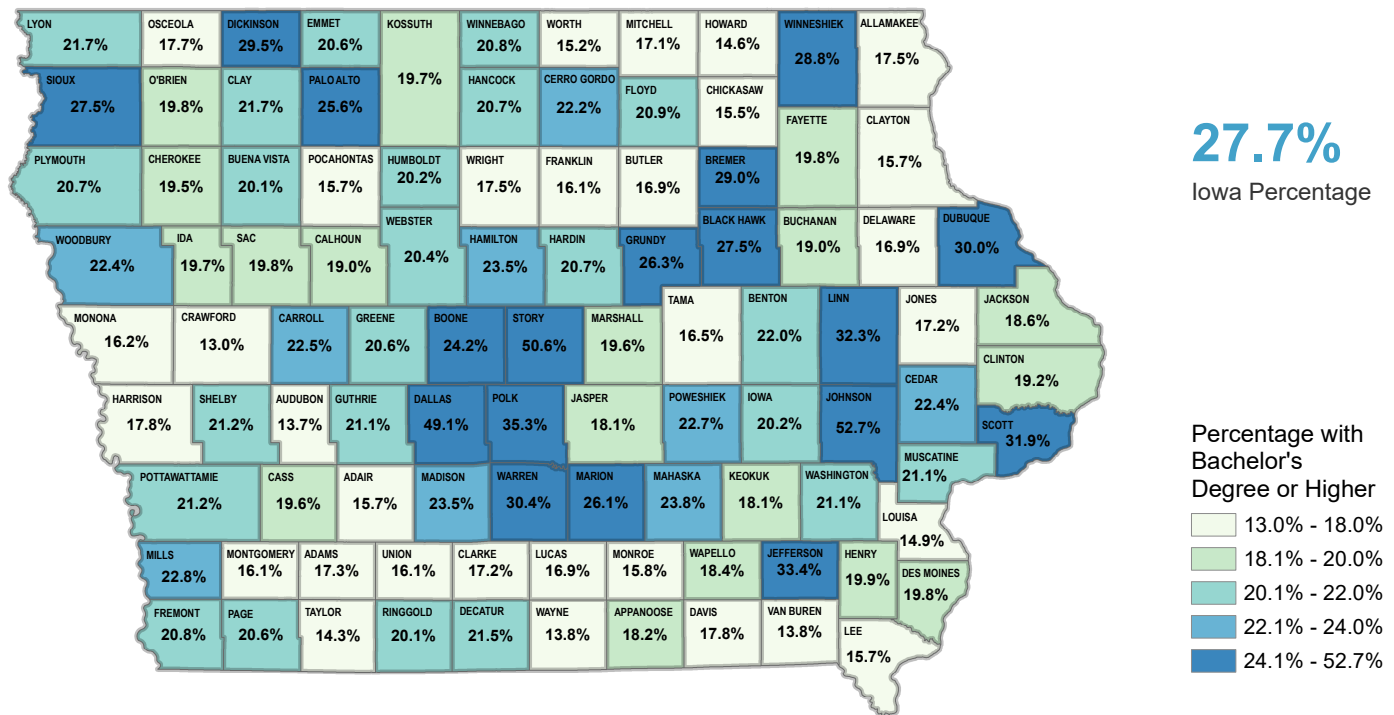 LYON
21.7%
OSCEOLA
17.7%
DICKINSON
29.5%
EMMET
20.6%
KOSSUTH
19.7%
WINNEBAGO
20.8%
WORTH
15.2%
MITCHELL
17.1%
HOWARD
14.6%
WINNESHIEK
28.8%
ALLAMAKEE
17.5%
SIOUX
27.5%
O'BRIEN
19.8%
CLAY
21.7%
PALO ALTO
25.6%
HANCOCK
20.7%
CERRO GORDO
22.2%
FLOYD
20.9%
CHICKASAW
15.5%
FAYETTE
19.8%
CLAYTON
15.7%
PLYMOUTH
20.7%
CHEROKEE
19.5%
BUENA VISTA
20.1%
POCAHONTAS
15.7%
HUMBOLDT
20.2%
WRIGHT
17.5%
FRANKLIN
16.1%
BUTLER
16.9%
BREMER
29.0%
WOODBURY
22.4%
IDA
19.7%
SAC
19.8%
CALHOUN
19.0%
WEBSTER
20.4%
HAMILTON
23.5%
HARDIN
20.7%
GRUNDY
26.3%
BLACK HAWK
27.5%
BUCHANAN
19.0%
DELAWARE
16.9%
DUBUQUE
30.0%
MONONA
16.2%
CRAWFORD
13.0%
CARROLL
22.5%
GREENE
20.6%
BOONE
24.2%
STORY
50.6%
MARSHALL
19.6%
TAMA
16.5%
BENTON
22.0%
LINN
32.3%
JONES
17.2%
JACKSON
18.6%
CLINTON
19.2%
HARRISON
17.8%
SHELBY
21.2%
AUDUBON
13.7%
GUTHRIE
21.1%
DALLAS
49.1%
POLK
35.3%
JASPER
18.1%
POWESHIEK
22.7%
IOWA
20.2%
JOHNSON
52.7%
CEDAR
22.4%
SCOTT
31.9%
MUSCATINE
21.1%
POTTAWATTAMIE
21.2%
CASS
19.6%
ADAIR
15.7%
MADISON
23.5%
WARREN
30.4%
MARION
26.1%
MAHASKA
23.8%
KEOKUK
18.1%
WASHINGTON
21.1%
LOUISA
14.9%
MILLS
22.8%
MONTGOMERY
16.1%
ADAMS
17.3%
UNION
16.1%
CLARKE
17.2%
LUCAS
16.9%
MONROE
15.8%
WAPELLO
18.4%
JEFFERSON
33.4%
HENRY
19.9%
DES MOINES
19.8%
FREMONT
20.8%
PAGE
20.6%
TAYLOR
14.3%
RINGGOLD
20.1%
DECATUR
21.5%
WAYNE
13.8%
APPANOOSE
18.2%
DAVIS
17.8%
VAN BUREN
13.8%
LEE
15.7%
27.7%
Iowa Percentage
Percentage with
Bachelor's
Degree or Higher
13.0% - 18.0%
18.1% - 20.0%
20.1% - 22.0%
22.1% - 24.0%
24.1% - 52.7%